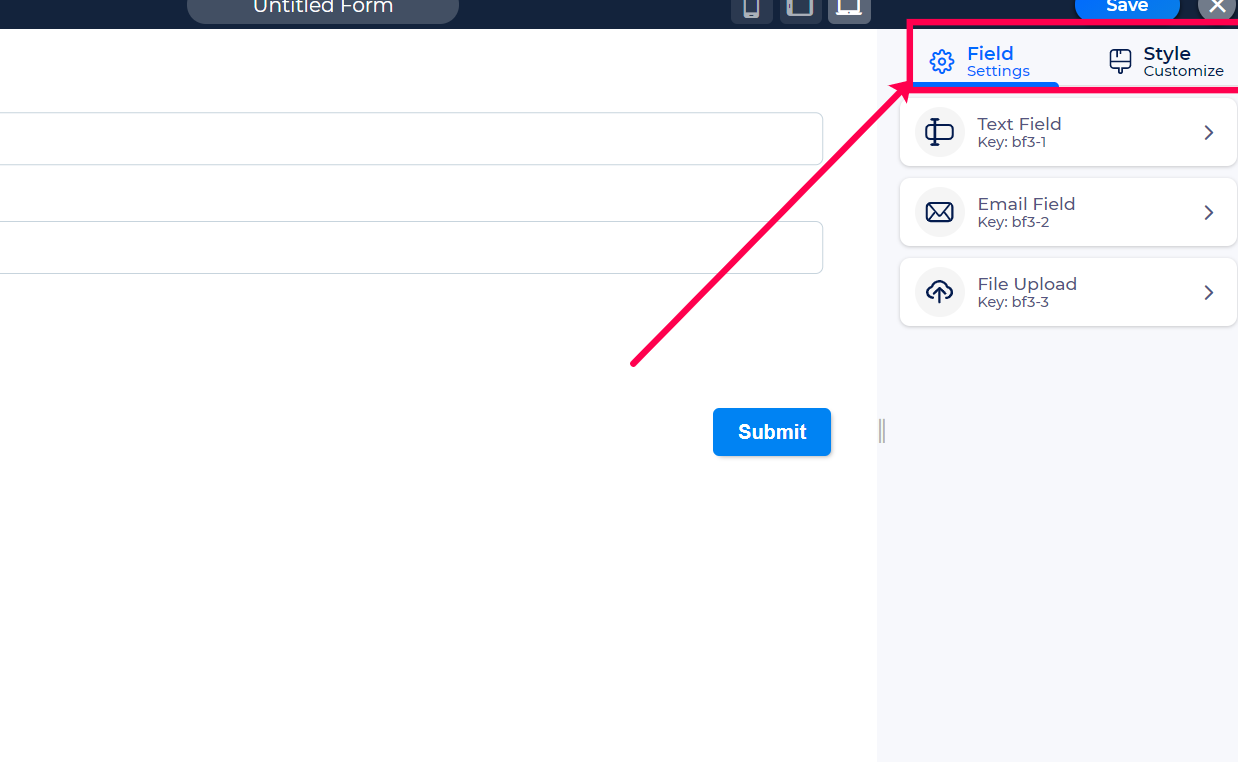 Untitled Form
Save
Field
Settings
Style
Customize
Text Field
Key: bf3-1
Email Field
Key: bf3-2
File Upload
Key: bf3-3
Submit